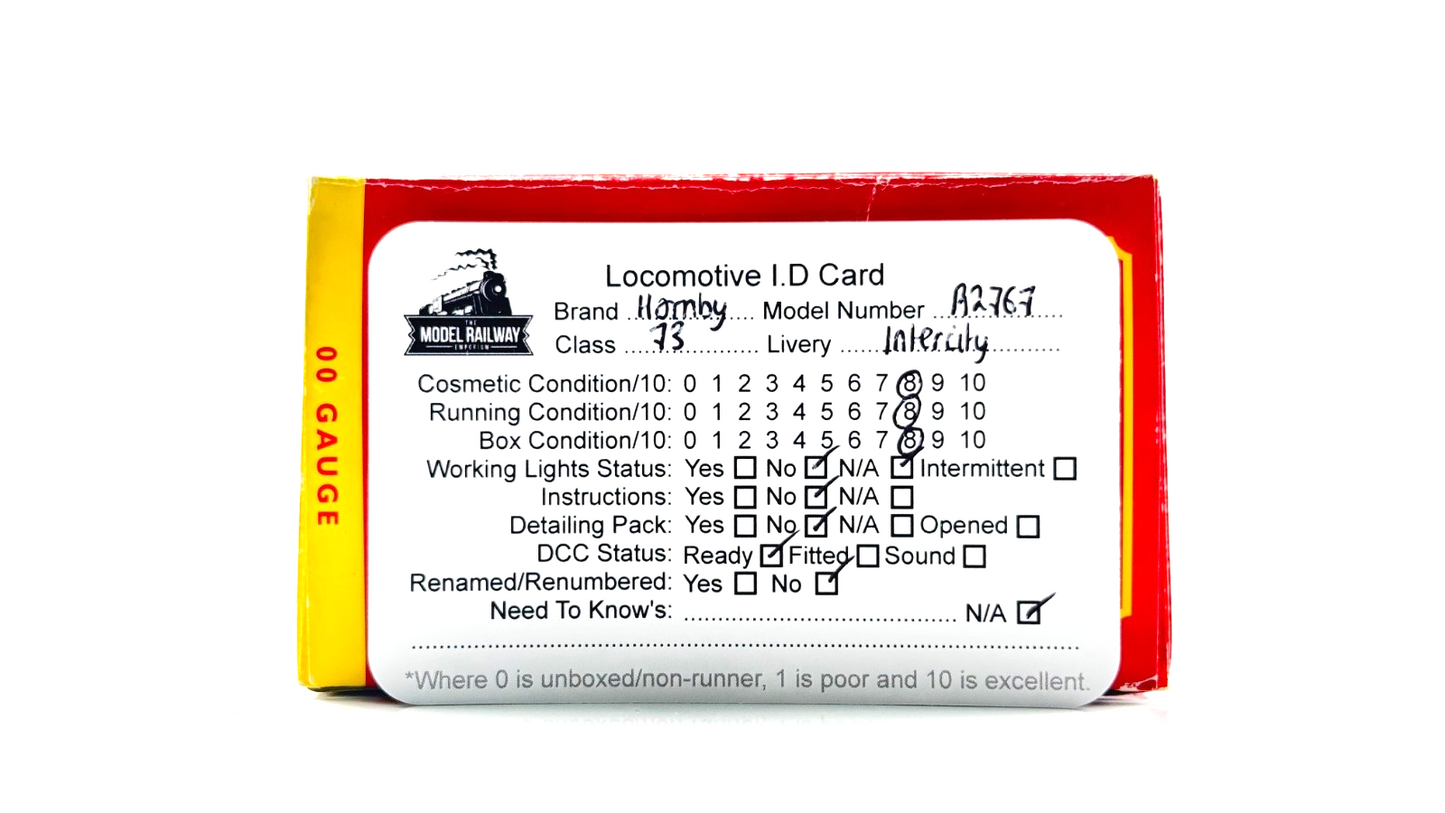 00 GAUGE
THE
MODEL RAILWAY
EMPORIUM
Locomotive I.D Card
Brand ...Hornby.... Model Number ...R2767....
Class ....73.... Livery ....Intercity....
Cosmetic Condition/10: 0 1 2 3 4 5 6 7 8 9 10
Running Condition/10: 0 1 2 3 4 5 6 7 8 9 10
Box Condition/10: 0 1 2 3 4 5 6 7 8 9 10
Working Lights Status: Yes ☐ No ☑ N/A ☑ Intermittent ☐
Instructions: Yes ☐ No ☑ N/A ☐
Detailing Pack: Yes ☐ No ☑ N/A ☐ Opened ☐
DCC Status: Ready ☑ Fitted ☐ Sound ☐
Renamed/Renumbered: Yes ☐ No ☑
Need To Know's: .................................... N/A ☑
*Where 0 is unboxed/non-runner, 1 is poor and 10 is excellent.